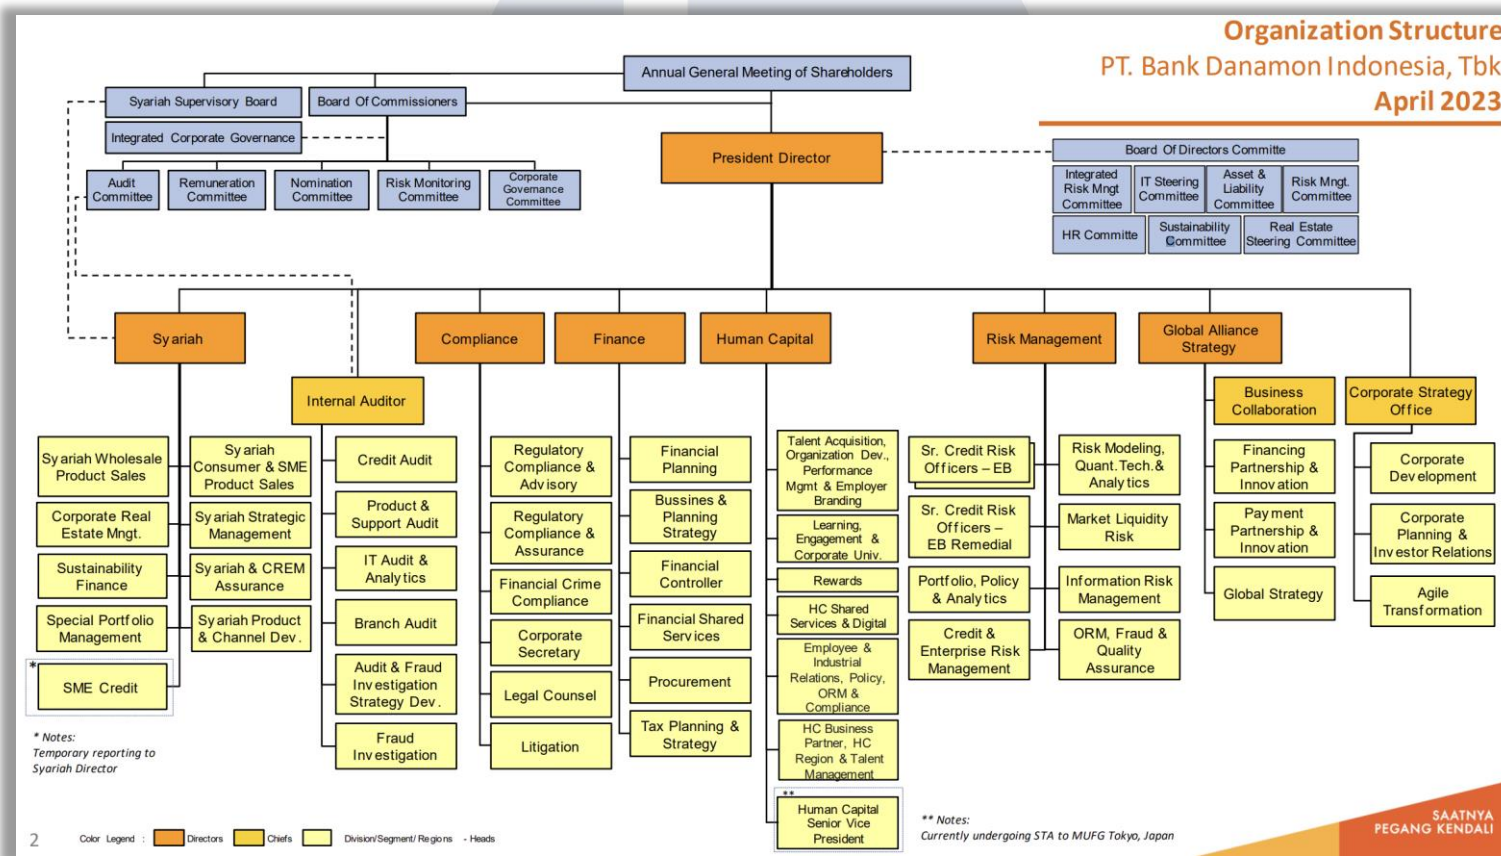 Organization Structure
PT. Bank Danamon Indonesia, Tbk
April 2023
Annual General Meeting of Shareholders
Syariah Supervisory Board
Board Of Commissioners
Integrated Corporate Governance
President Director
Audit
Committee
Remuneration
Committee
Nomination
Committee
Risk Monitoring
Committee
Corporate
Governance
Committee
Board Of Directors Committe
Integrated
Risk Mngt
Committee
IT Steering
Committee
Asset &
Liability
Committee
Risk Mngt.
Committee
HR Committe
Sustainability
Committee
Real Estate
Steering Committee
Syariah
Compliance
Finance
Human Capital
Risk Management
Global Alliance
Strategy
Internal Auditor
Business
Collaboration
Corporate Strategy
Office
Syariah Wholesale
Product Sales
Corporate Real
Estate Mngt.
Sustainability
Finance
Special Portfolio
Management
*
SME Credit
Syariah
Consumer & SME
Product Sales
Syariah Strategic
Management
Syariah & CREM
Assurance
Syariah Product
& Channel Dev.
Credit Audit
Product &
Support Audit
IT Audit &
Analytics
Branch Audit
Audit & Fraud
Investigation
Strategy Dev.
Fraud
Investigation
Regulatory
Compliance &
Advisory
Regulatory
Compliance &
Assurance
Financial Crime
Compliance
Corporate
Secretary
Legal Counsel
Litigation
Financial
Planning
Bussines &
Planning
Strategy
Financial
Controller
Financial Shared
Services
Procurement
Tax Planning &
Strategy
Talent Acquisition,
Organization Dev.,
Performance
Mgmt & Employer
Branding
Learning,
Engagement &
Corporate Univ.
Rewards
HC Shared
Services & Digital
Employee &
Industrial
Relations, Policy,
ORM &
Compliance
HC Business
Partner, HC
Region & Talent
Management
**
Human Capital
Senior Vice
President
Sr. Credit Risk
Officers – EB
Sr. Credit Risk
Officers –
EB Remedial
Portfolio, Policy
& Analytics
Credit &
Enterprise Risk
Management
Risk Modeling,
Quant.Tech.&
Analytics
Market Liquidity
Risk
Information Risk
Management
ORM, Fraud &
Quality
Assurance
Financing
Partnership &
Innovation
Payment
Partnership &
Innovation
Global Strategy
Corporate
Development
Corporate
Planning &
Investor Relations
Agile
Transformation
* Notes:
Temporary reporting to
Syariah Director
** Notes:
Currently undergoing STA to MUFG Tokyo, Japan
2
Color Legend : Directors Chiefs Division/Segment/Regions - Heads
SAATNYA
PEGANG KENDALI